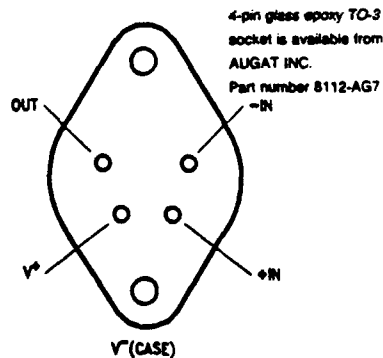 4-pin glass epoxy TO-3
socket is available from
AUGAT INC.
Part number 8112-AG7
OUT
–IN
V+
+IN
V–(CASE)